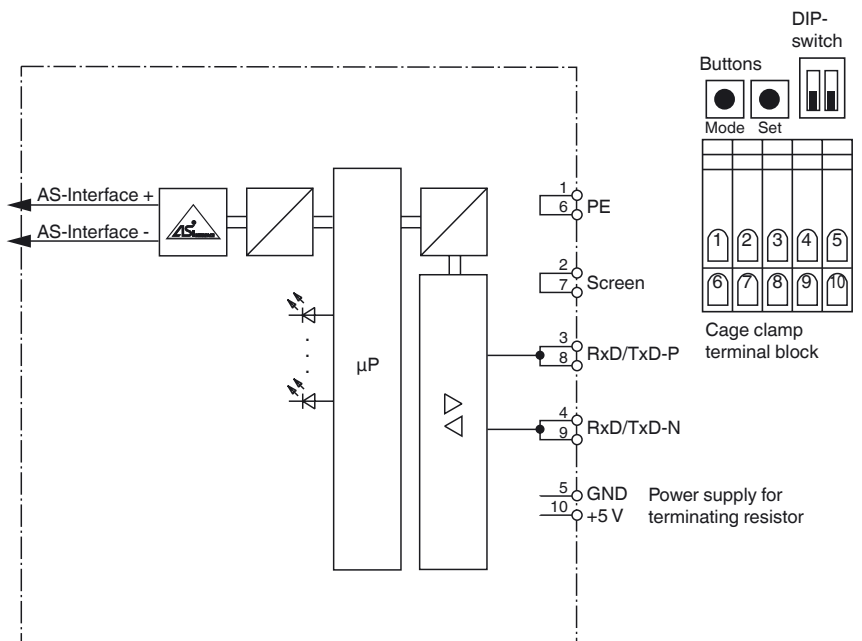 DIP-
switch
Buttons
Mode Set
AS-Interface +
AS-Interface -
1
6
PE
2
7
Screen
3
8
RxD/TxD-P
4
9
RxD/TxD-N
5
GND
10
+5 V
Power supply for
terminating resistor
µP
1 2 3 4 5
6 7 8 9 10
Cage clamp
terminal block